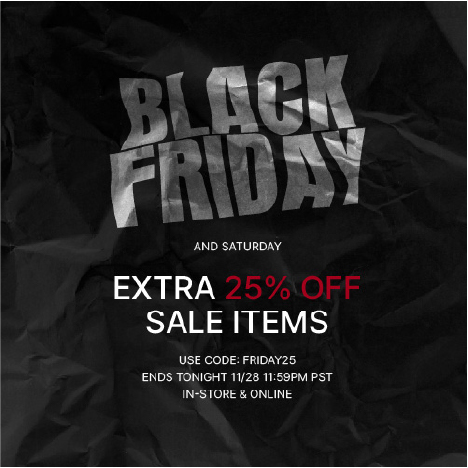 BLACK
FRIDAY
AND SATURDAY
EXTRA 25% OFF
SALE ITEMS
USE CODE: FRIDAY25
ENDS TONIGHT 11/28 11:59PM PST
IN-STORE & ONLINE